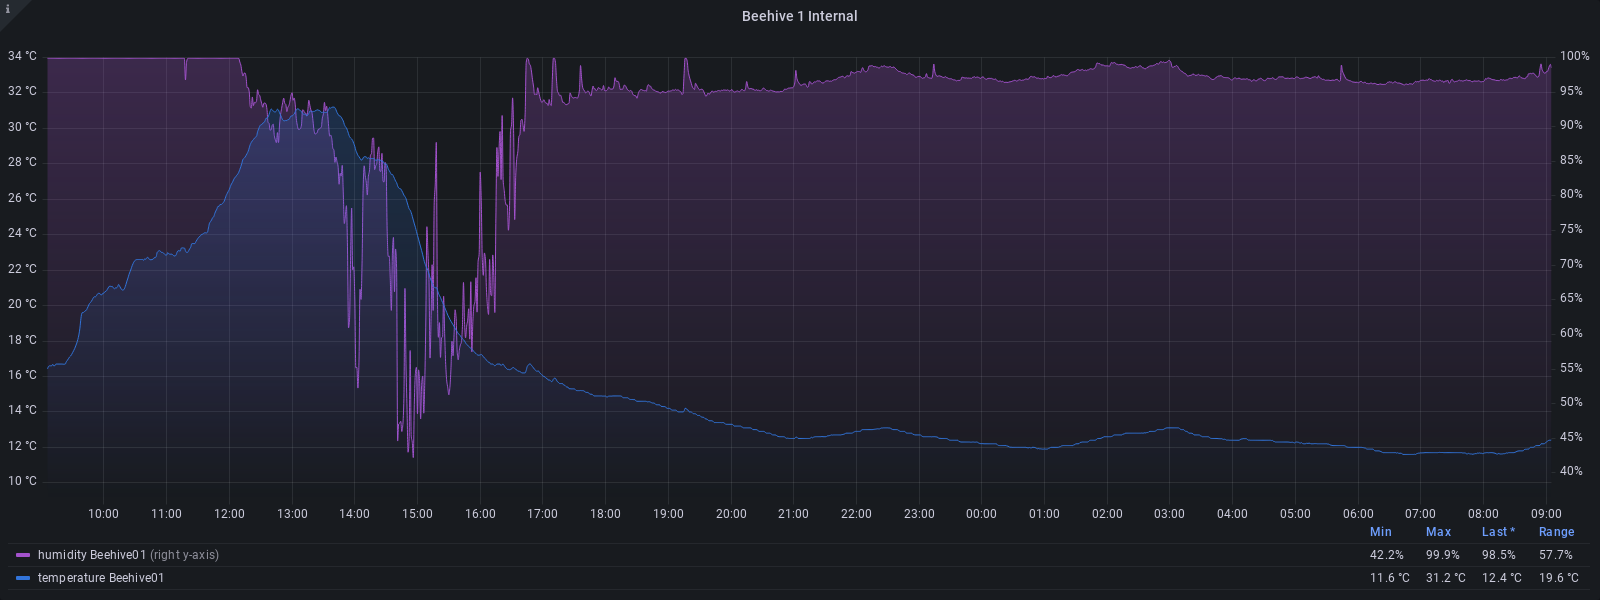 i
Beehive 1 Internal
34 °C 100%
32 °C 95%
30 °C 90%
28 °C 85%
26 °C 80%
24 °C 75%
22 °C 70%
20 °C 65%
18 °C 60%
16 °C 55%
14 °C 50%
12 °C 45%
10 °C 40%
10:00 11:00 12:00 13:00 14:00 15:00 16:00 17:00 18:00 19:00 20:00 21:00 22:00 23:00 00:00 01:00 02:00 03:00 04:00 05:00 06:00 07:00 08:00 09:00
Min Max Last * Range
humidity Beehive01 (right y-axis) 42.2% 99.9% 98.5% 57.7%
temperature Beehive01 11.6 °C 31.2 °C 12.4 °C 19.6 °C